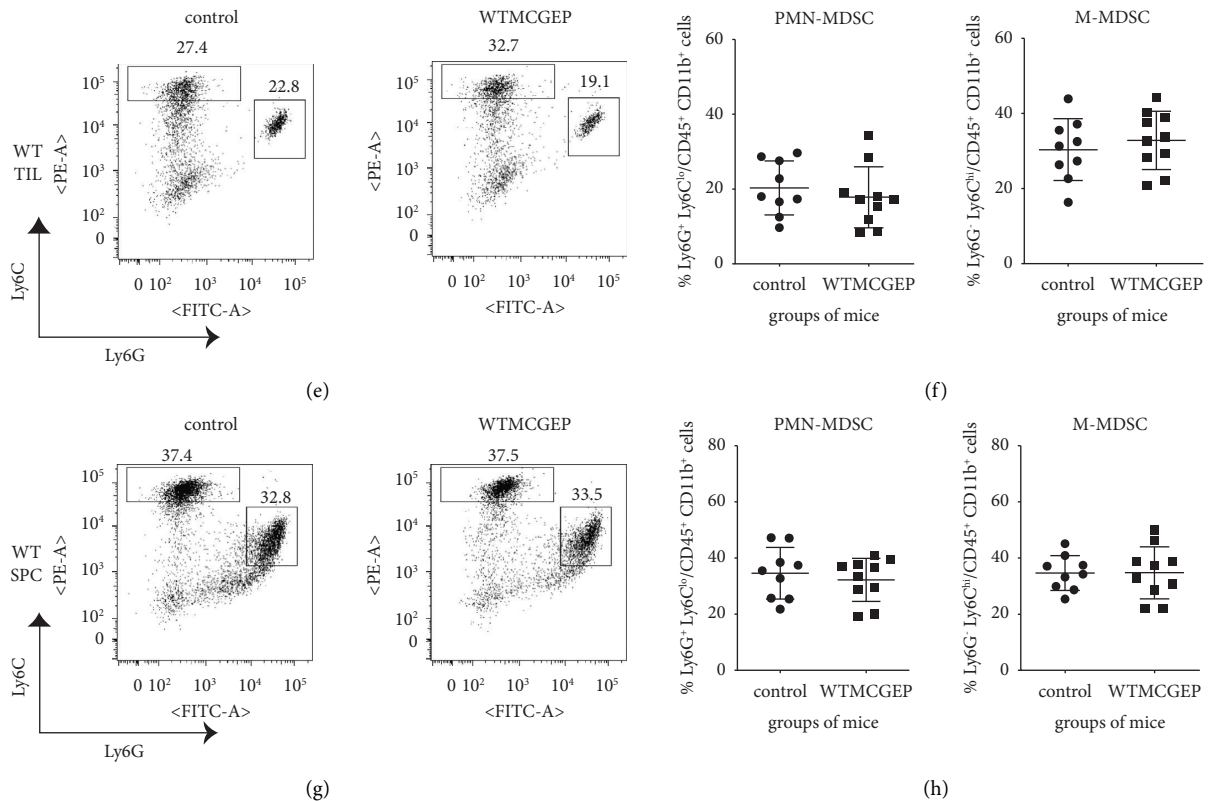 control
27.4
22.8
10⁵
10⁴
10³
10²
0
<PE-A>
0 10² 10³ 10⁴ 10⁵
<FITC-A>
WT
TIL
Ly6C
Ly6G
WTMCGEP
32.7
19.1
10⁵
10⁴
10³
10²
0
<PE-A>
0 10² 10³ 10⁴ 10⁵
<FITC-A>
(e)
PMN-MDSC
% Ly6G⁺ Ly6Cˡᵒ/CD45⁺ CD11b⁺ cells
60
40
20
0
control WTMCGEP
groups of mice
M-MDSC
% Ly6G⁻ Ly6Cʰⁱ/CD45⁺ CD11b⁺ cells
60
40
20
0
control WTMCGEP
groups of mice
(f)
control
37.4
32.8
10⁵
10⁴
10³
10²
0
<PE-A>
0 10² 10³ 10⁴ 10⁵
<FITC-A>
WT
SPC
Ly6C
Ly6G
WTMCGEP
37.5
33.5
10⁵
10⁴
10³
10²
0
<PE-A>
0 10² 10³ 10⁴ 10⁵
<FITC-A>
(g)
PMN-MDSC
% Ly6G⁺ Ly6Cˡᵒ/CD45⁺ CD11b⁺ cells
80
60
40
20
0
control WTMCGEP
groups of mice
M-MDSC
% Ly6G⁻ Ly6Cʰⁱ/CD45⁺ CD11b⁺ cells
80
60
40
20
0
control WTMCGEP
groups of mice
(h)